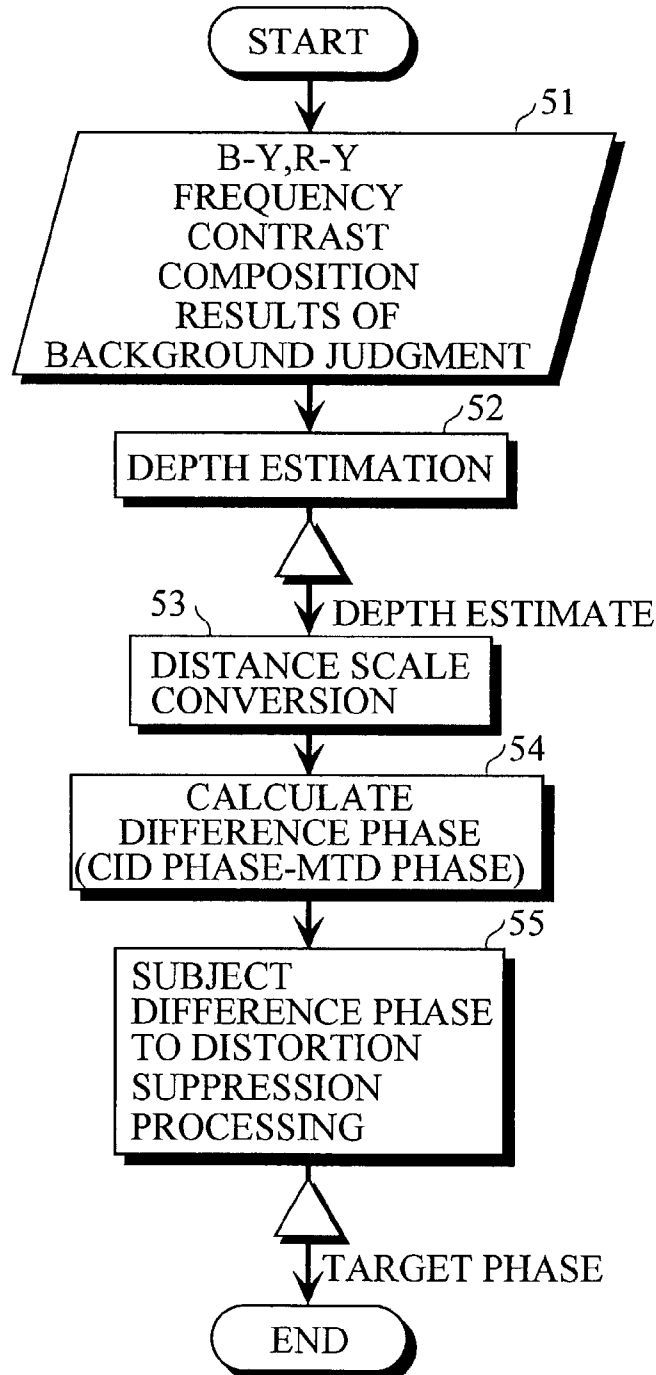 START
51
B-Y,R-Y
FREQUENCY
CONTRAST
COMPOSITION
RESULTS OF
BACKGROUND JUDGMENT
52
DEPTH ESTIMATION
DEPTH ESTIMATE
53
DISTANCE SCALE
CONVERSION
54
CALCULATE
DIFFERENCE PHASE
(CID PHASE-MTD PHASE)
55
SUBJECT
DIFFERENCE PHASE
TO DISTORTION
SUPPRESSION
PROCESSING
TARGET PHASE
END